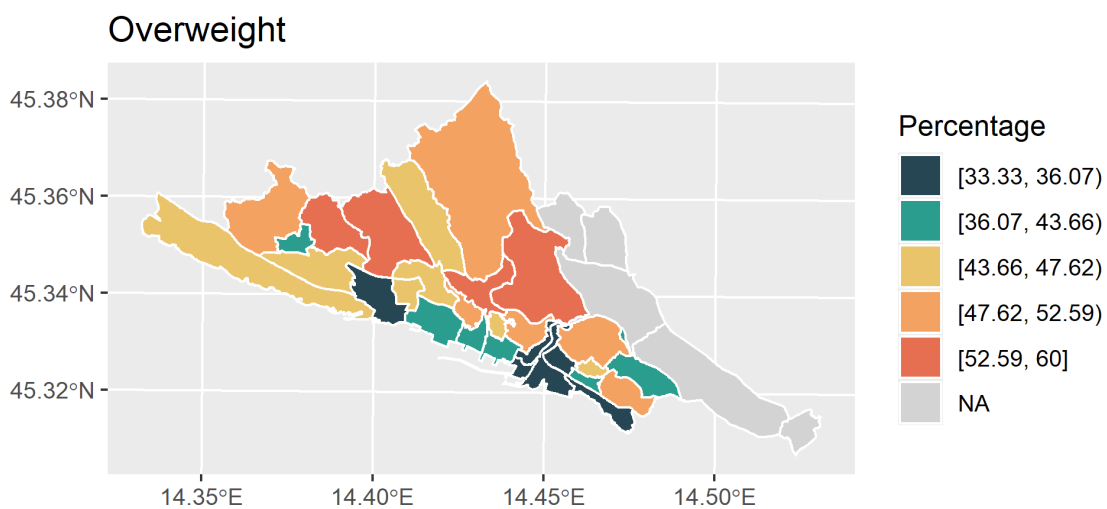 Overweight
45.38°N
45.36°N
45.34°N
45.32°N
14.35°E
14.40°E
14.45°E
14.50°E
Percentage
[33.33, 36.07)
[36.07, 43.66)
[43.66, 47.62)
[47.62, 52.59)
[52.59, 60]
NA